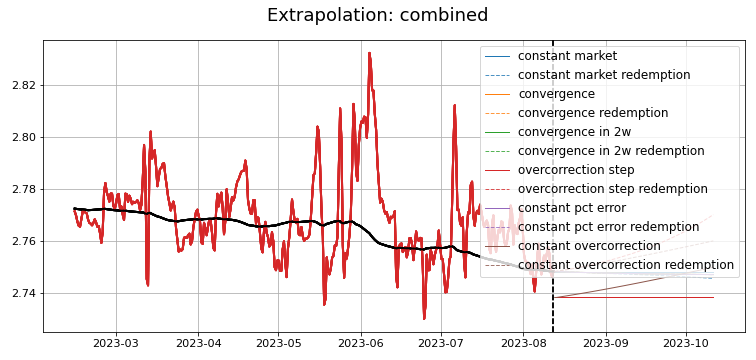 Extrapolation: combined
2.82
2.80
2.78
2.76
2.74
constant market
constant market redemption
convergence
convergence redemption
convergence in 2w
convergence in 2w redemption
overcorrection step
overcorrection step redemption
constant pct error
constant pct error redemption
constant overcorrection
constant overcorrection redemption
2023-03 2023-04 2023-05 2023-06 2023-07 2023-08 2023-09 2023-10